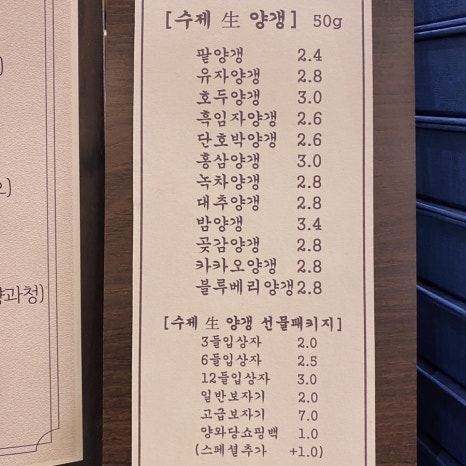 [수제 生 양갱] 50g
팥양갱 2.4
유자양갱 2.8
호두양갱 3.0
흑임자양갱 2.6
단호박양갱 2.6
홍삼양갱 3.0
녹차양갱 2.8
대추양갱 2.8
밤양갱 3.4
곶감양갱 2.8
카카오양갱 2.8
블루베리양갱 2.8
[수제 生 양갱 선물패키지]
3들입상자 2.0
6들입상자 2.5
12들입상자 3.0
일반보자기 2.0
고급보자기 7.0
양와당쇼핑백 1.0
(스페셜추가 +1.0)
과청)